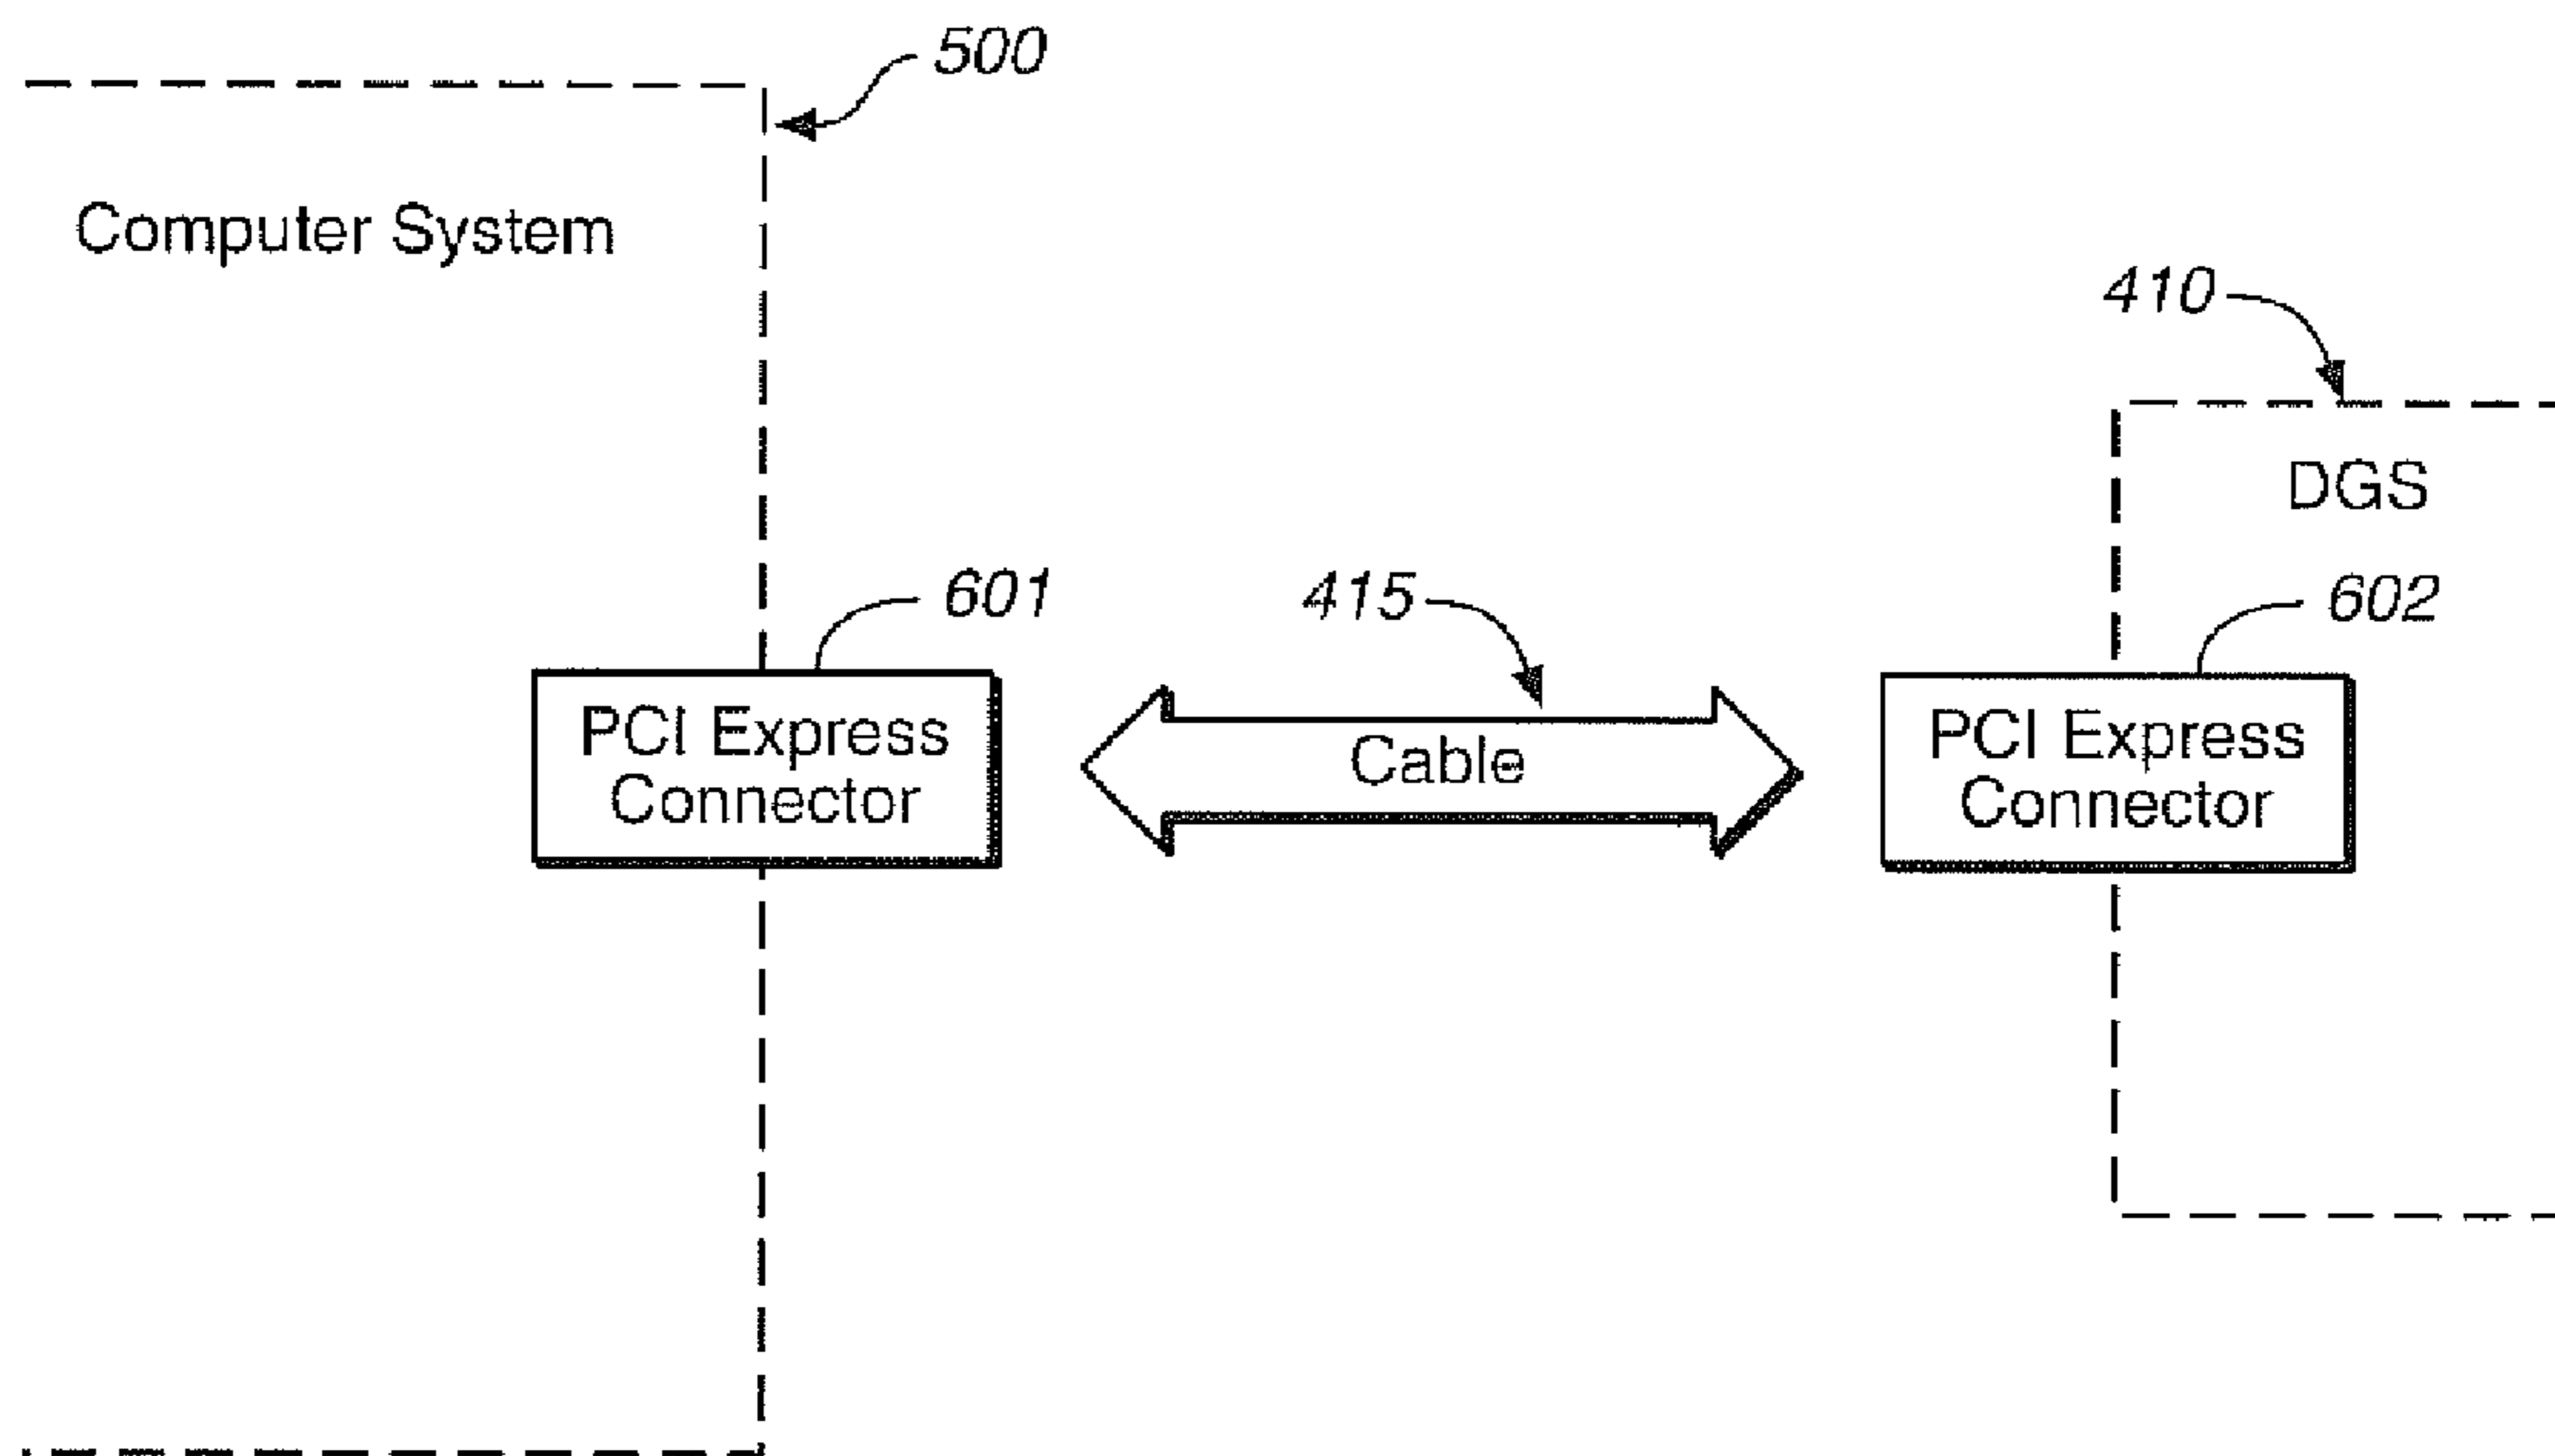 500
Computer System
410
DGS
601
415
602
PCI Express
Connector
Cable
PCI Express
Connector